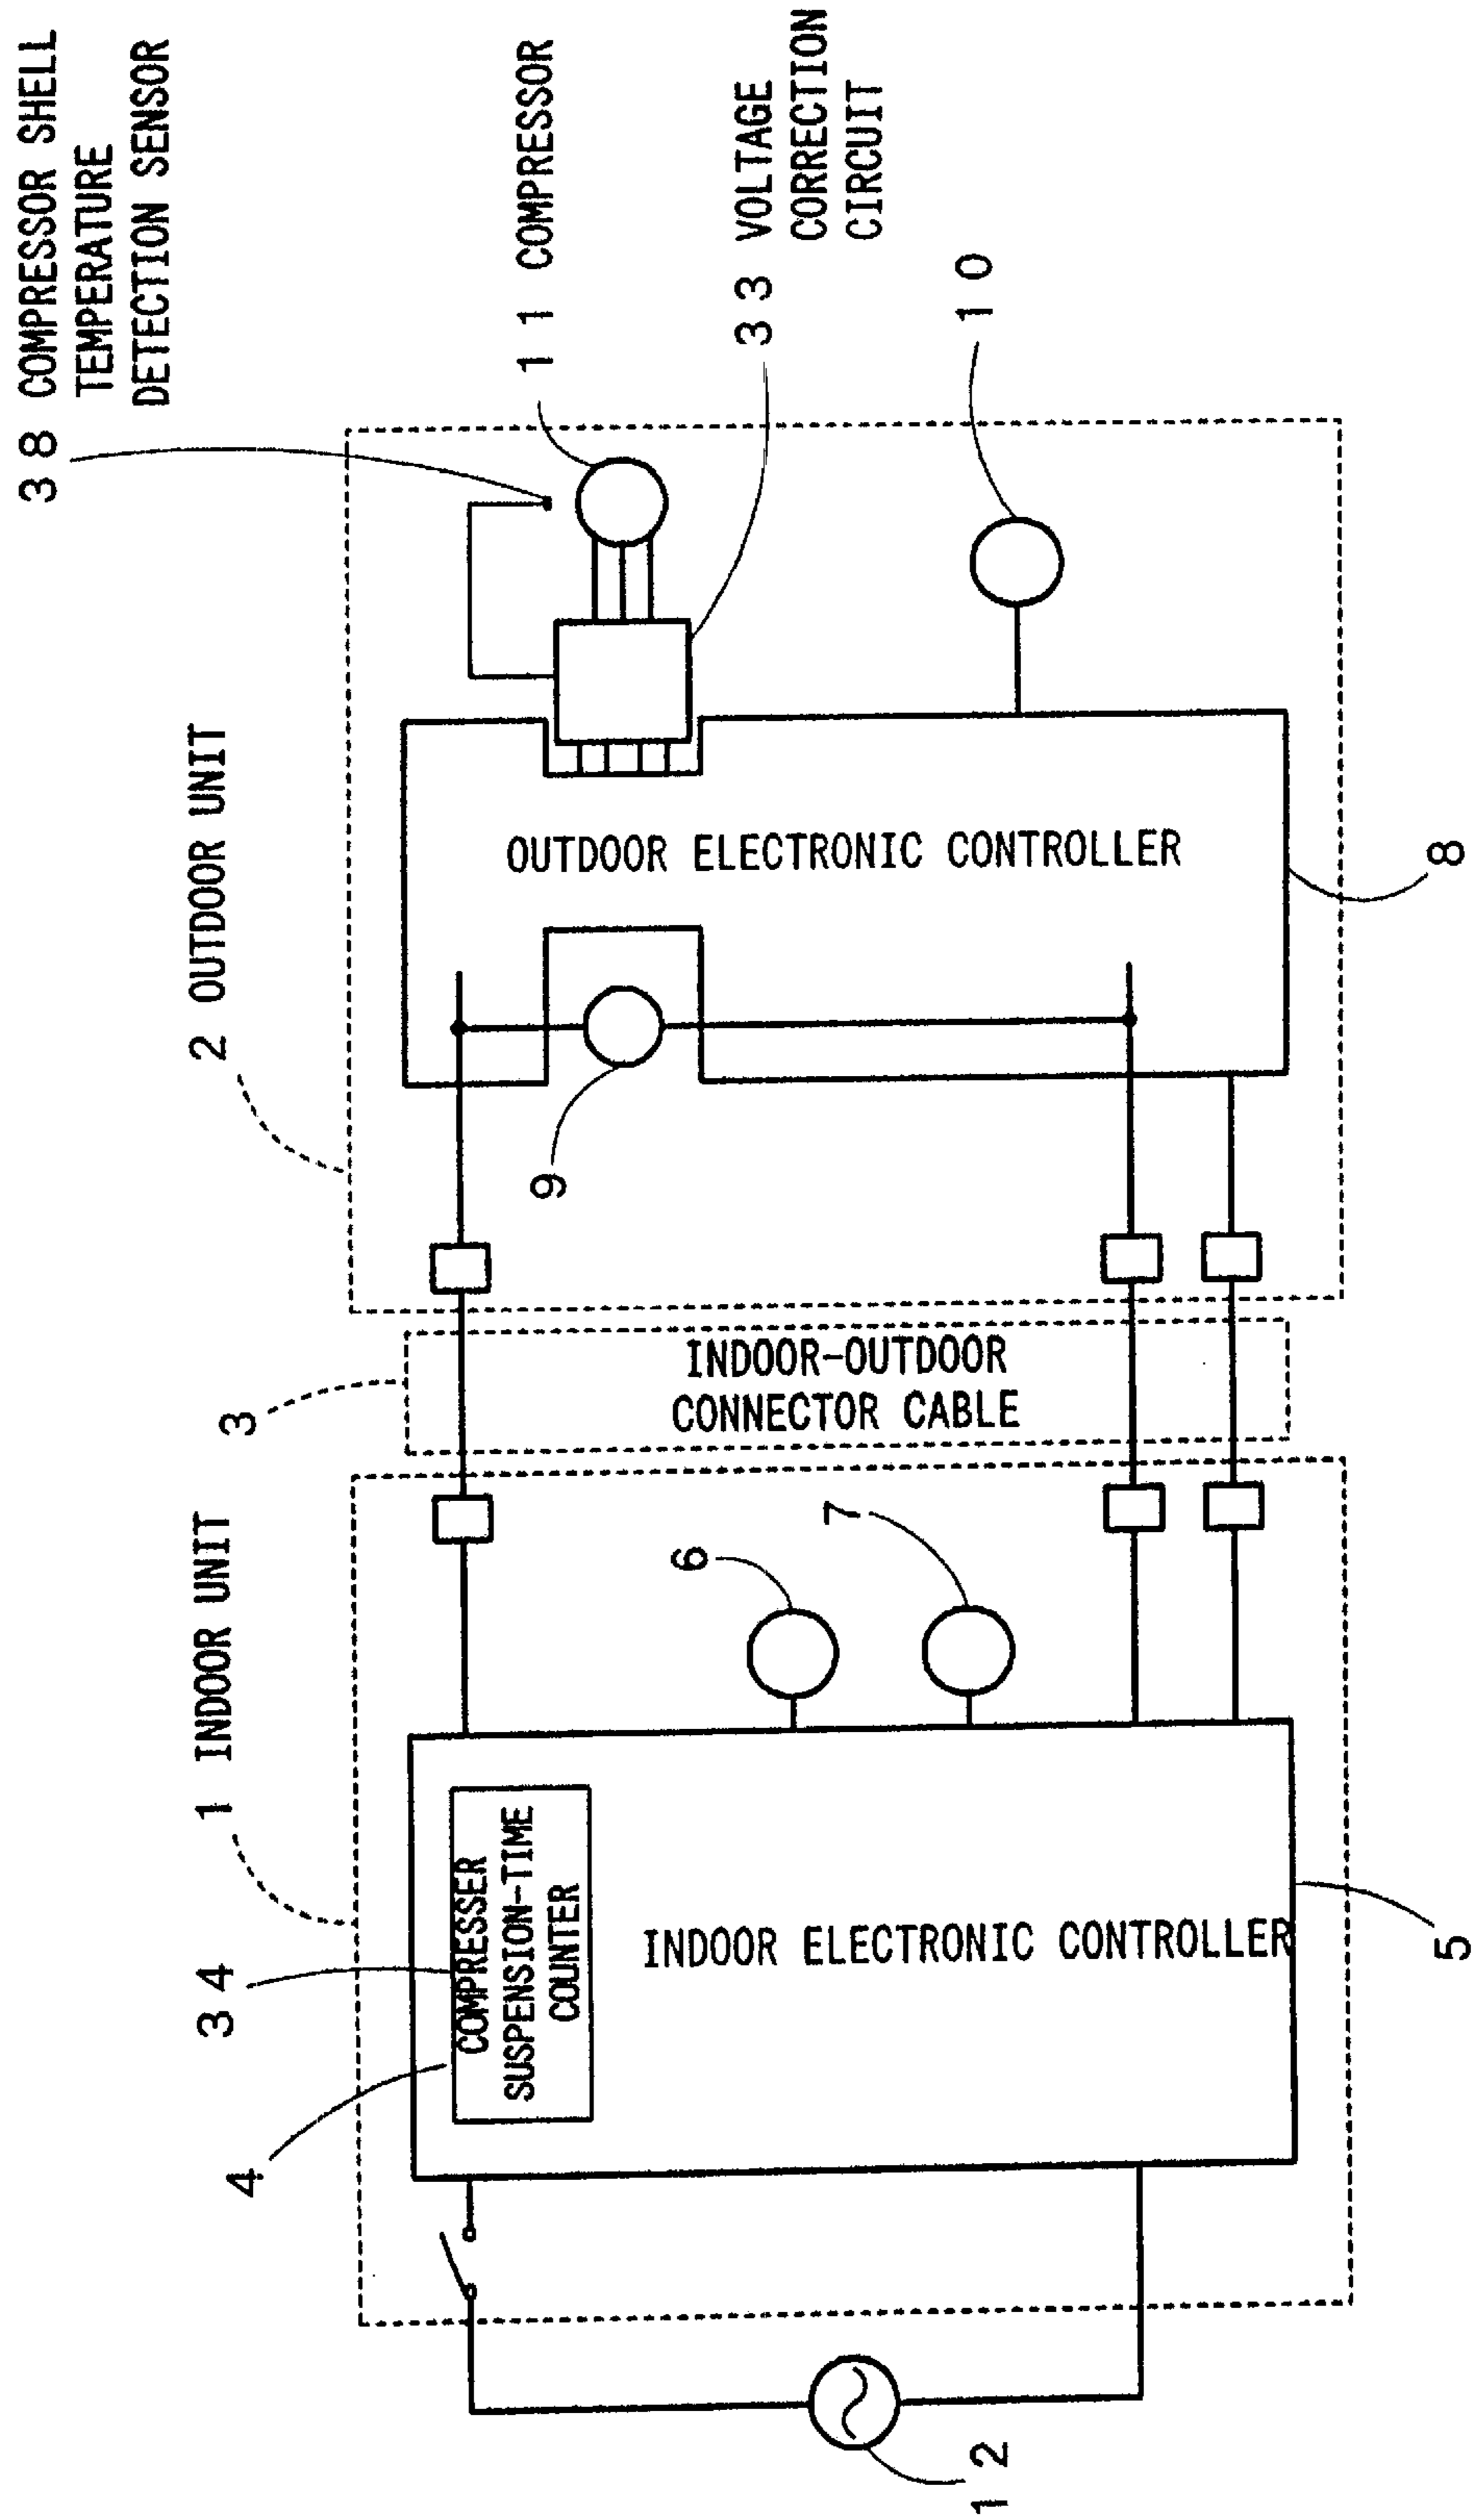 38 COMPRESSOR SHELL
TEMPERATURE
DETECTION SENSOR
11 COMPRESSOR
33 VOLTAGE
CORRECTION
CIRCUIT
10
2 OUTDOOR UNIT
OUTDOOR ELECTRONIC CONTROLLER
8
9
3
INDOOR-OUTDOOR
CONNECTOR CABLE
1 INDOOR UNIT
6
7
34
4
COMPRESSER
SUSPENSION-TIME
COUNTER
INDOOR ELECTRONIC CONTROLLER
5
12